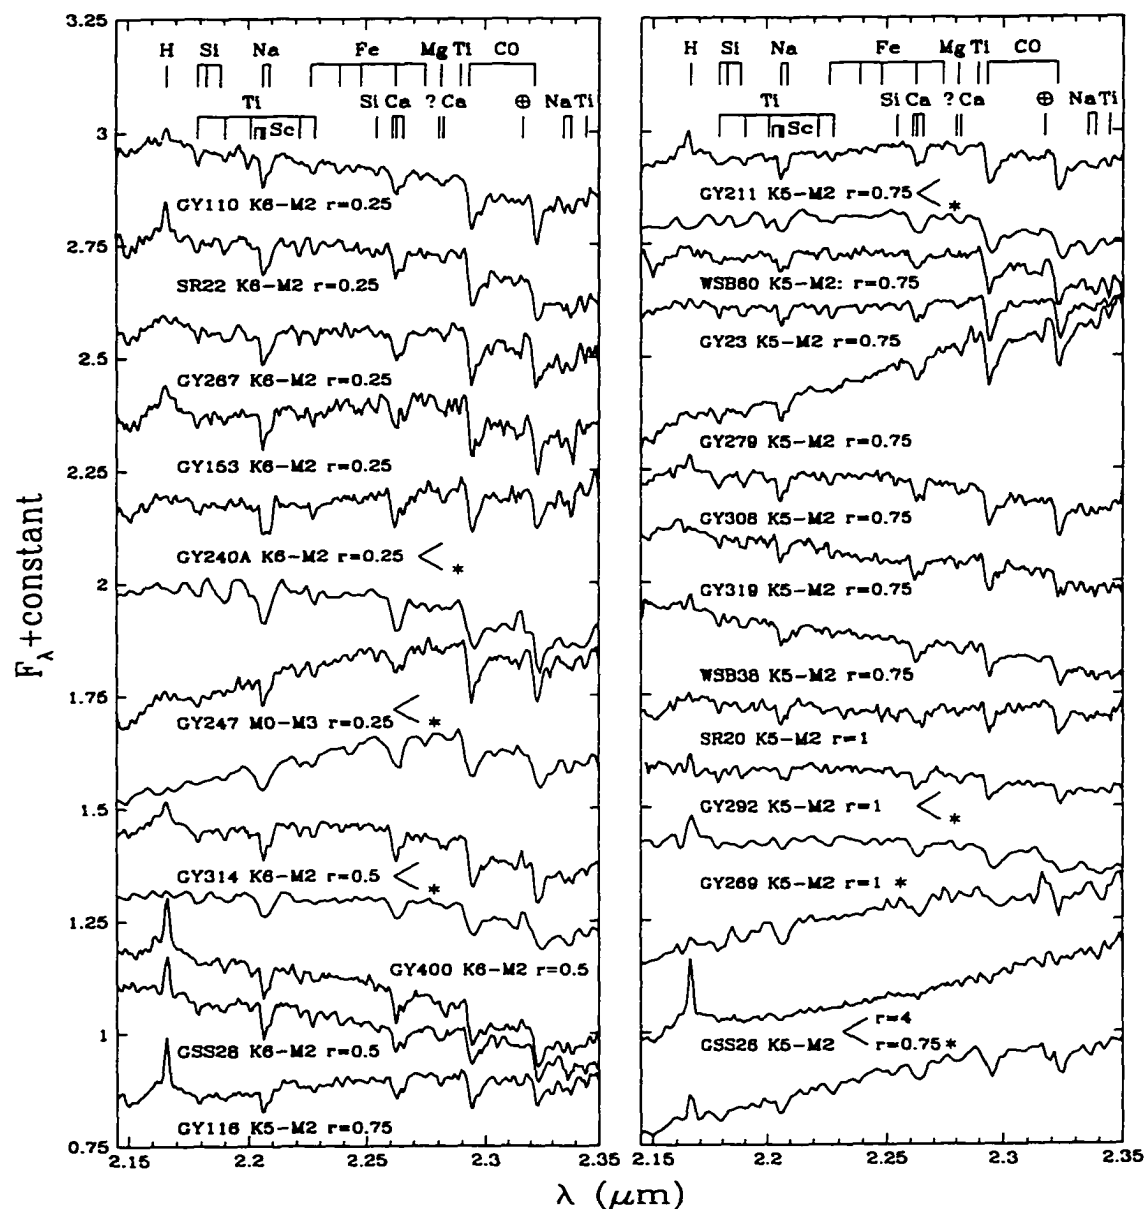 3.25
3
2.75
2.5
2.25
2
1.75
1.5
1.25
1
0.75
Fλ+constant
H Si Na Fe Mg Ti CO
Ti Sc Si Ca ? Ca ⊕ Na Ti
GY110 K6-M2 r=0.25
SR22 K6-M2 r=0.25
GY267 K6-M2 r=0.25
GY153 K6-M2 r=0.25
GY240A K6-M2 r=0.25
*
GY247 M0-M3 r=0.25
*
GY314 K6-M2 r=0.5
*
GY400 K6-M2 r=0.5
GSS28 K6-M2 r=0.5
GY116 K5-M2 r=0.75
2.15 2.2 2.25 2.3 2.35
H Si Na Fe Mg Ti CO
Ti Sc Si Ca ? Ca ⊕ Na Ti
GY211 K5-M2 r=0.75
*
WSB60 K5-M2: r=0.75
GY23 K5-M2 r=0.75
GY279 K5-M2 r=0.75
GY308 K5-M2 r=0.75
GY319 K5-M2 r=0.75
WSB38 K5-M2 r=0.75
SR20 K5-M2 r=1
GY292 K5-M2 r=1
*
GY269 K5-M2 r=1 *
r=4
GSS26 K5-M2 r=0.75 *
2.15 2.2 2.25 2.3 2.35
λ (μm)